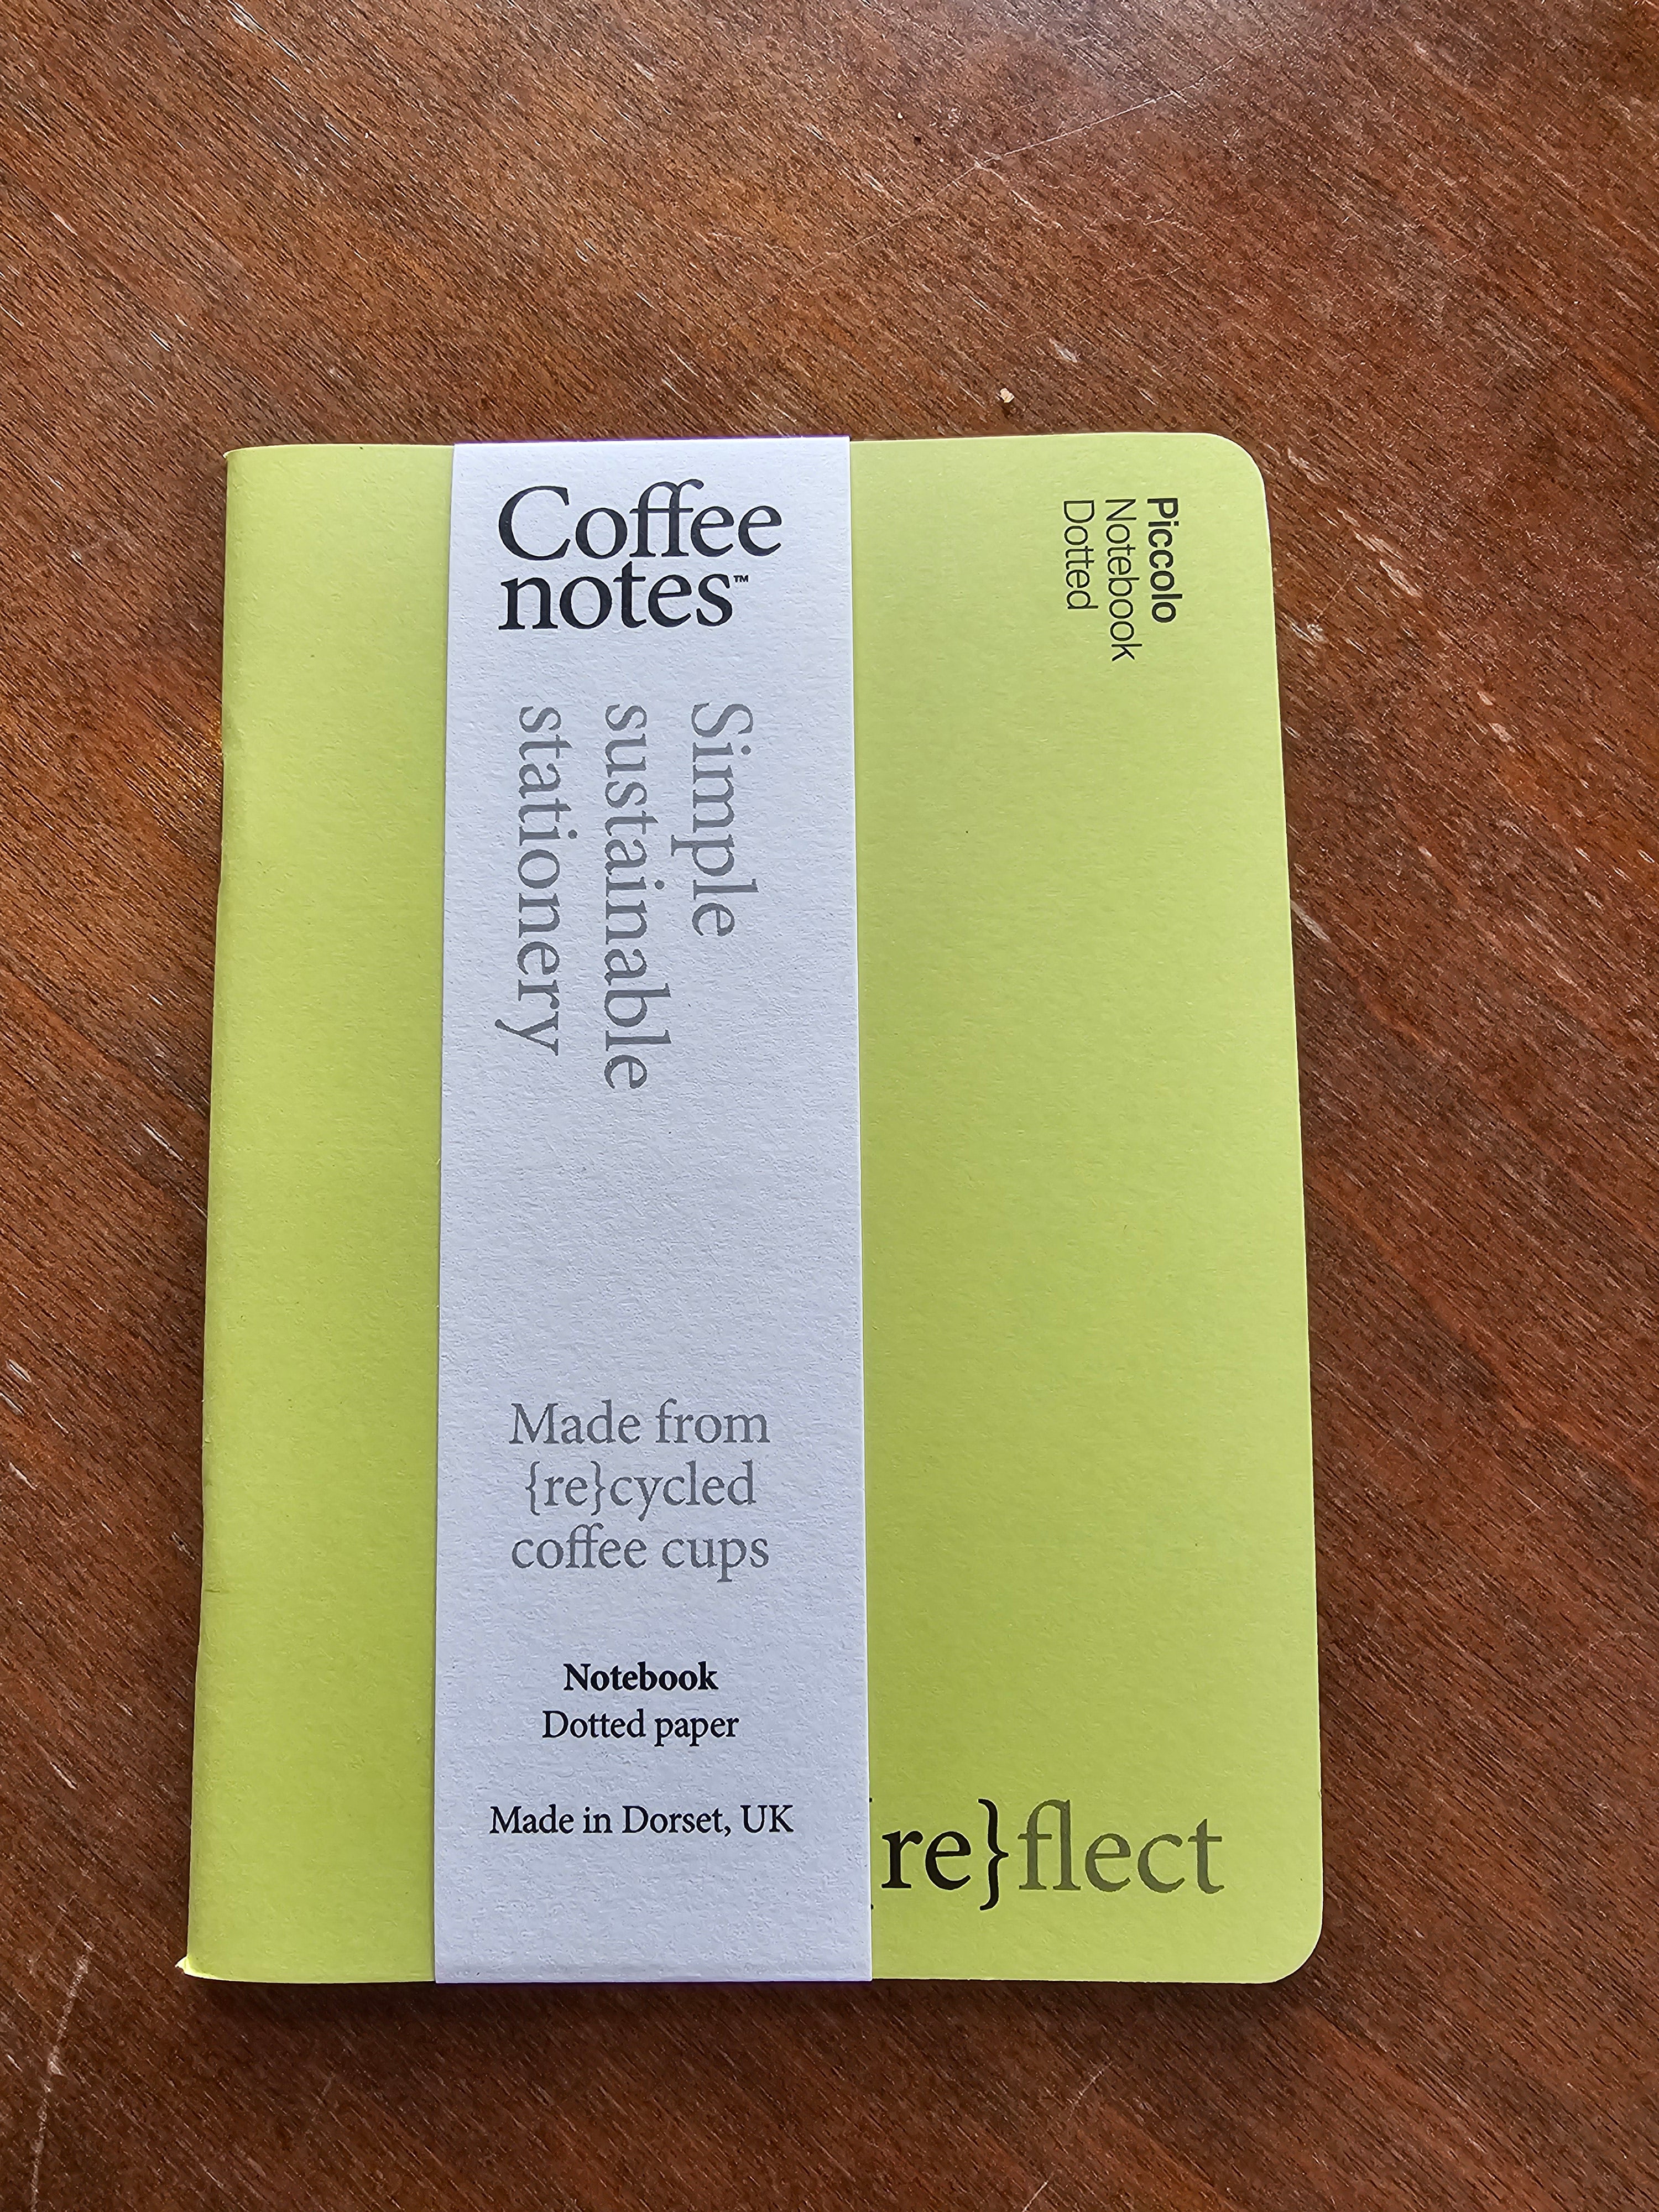 Coffee
notes™
Simple
sustainable
stationery
Made from
{re}cycled
coffee cups
Notebook
Dotted paper
Made in Dorset, UK
Piccolo
Notebook
Dotted
re}flect